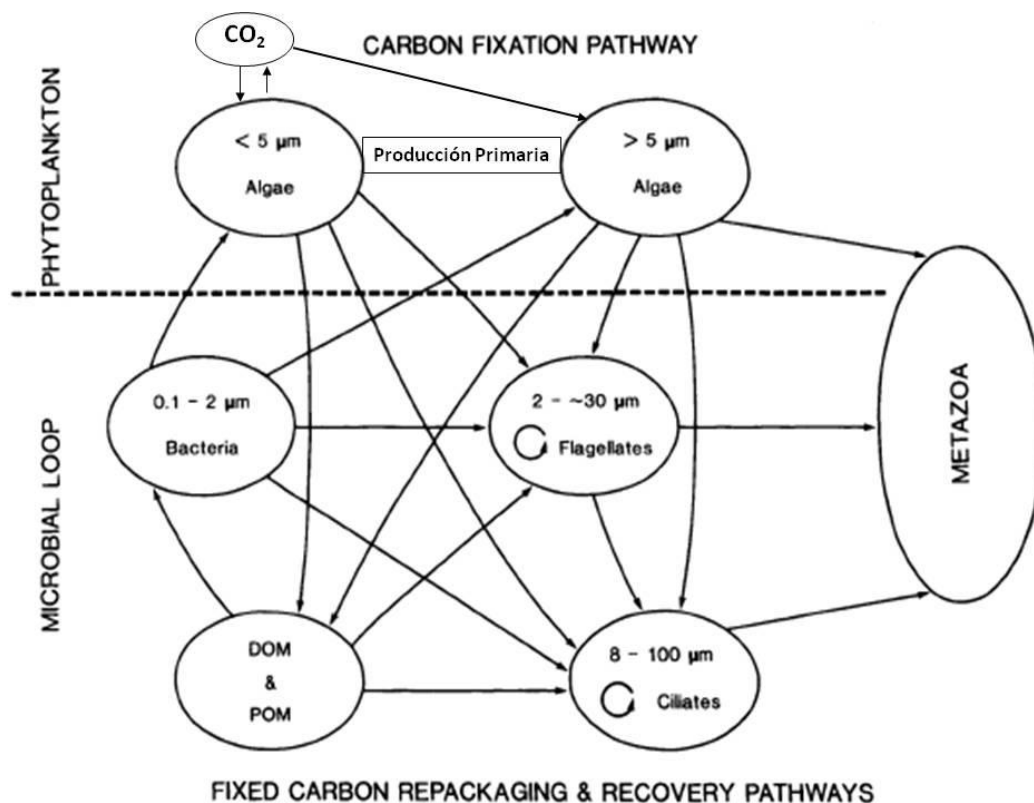 CO₂
CARBON FIXATION PATHWAY
PHYTOPLANKTON
< 5 µm
Algae
Producción Primaria
> 5 µm
Algae
MICROBIAL LOOP
0.1 - 2 µm
Bacteria
2 - ~30 µm
Flagellates
METAZOA
DOM
&
POM
8 - 100 µm
Ciliates
FIXED CARBON REPACKAGING & RECOVERY PATHWAYS